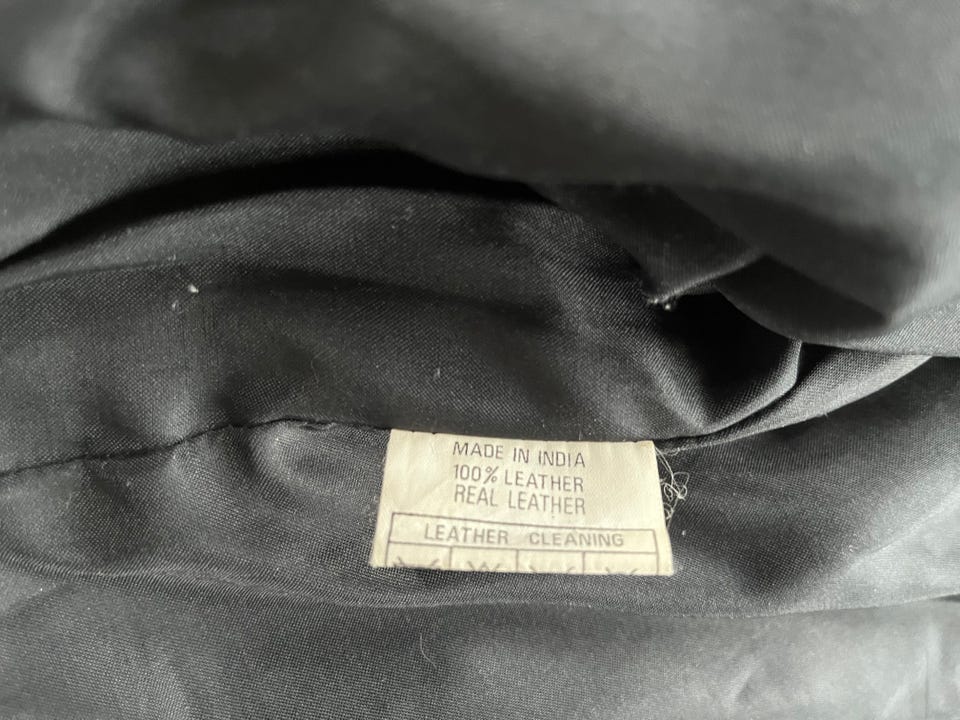 MADE IN INDIA
100% LEATHER
REAL LEATHER
LEATHER CLEANING